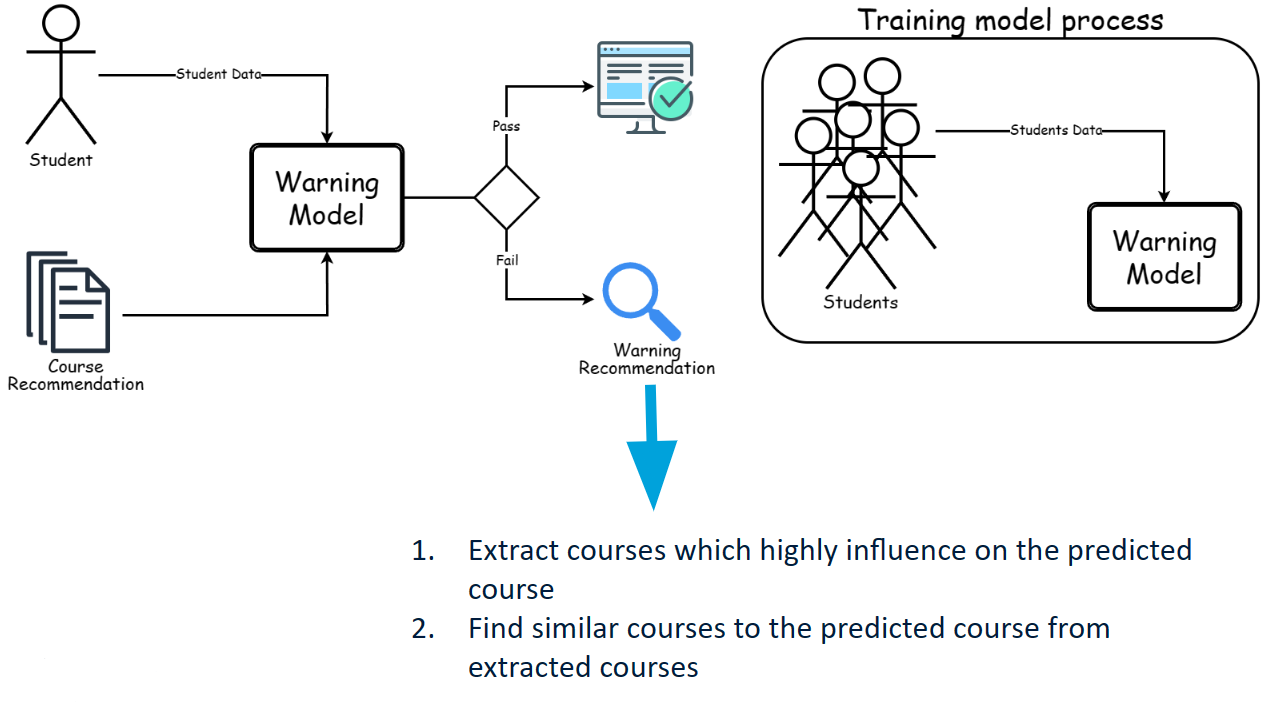 Training model process
Student Data
Students Data
Pass
Student
Warning
Model
Warning
Model
Fail
Students
Warning
Recommendation
Course
Recommendation
1. Extract courses which highly influence on the predicted
course
2. Find similar courses to the predicted course from
extracted courses